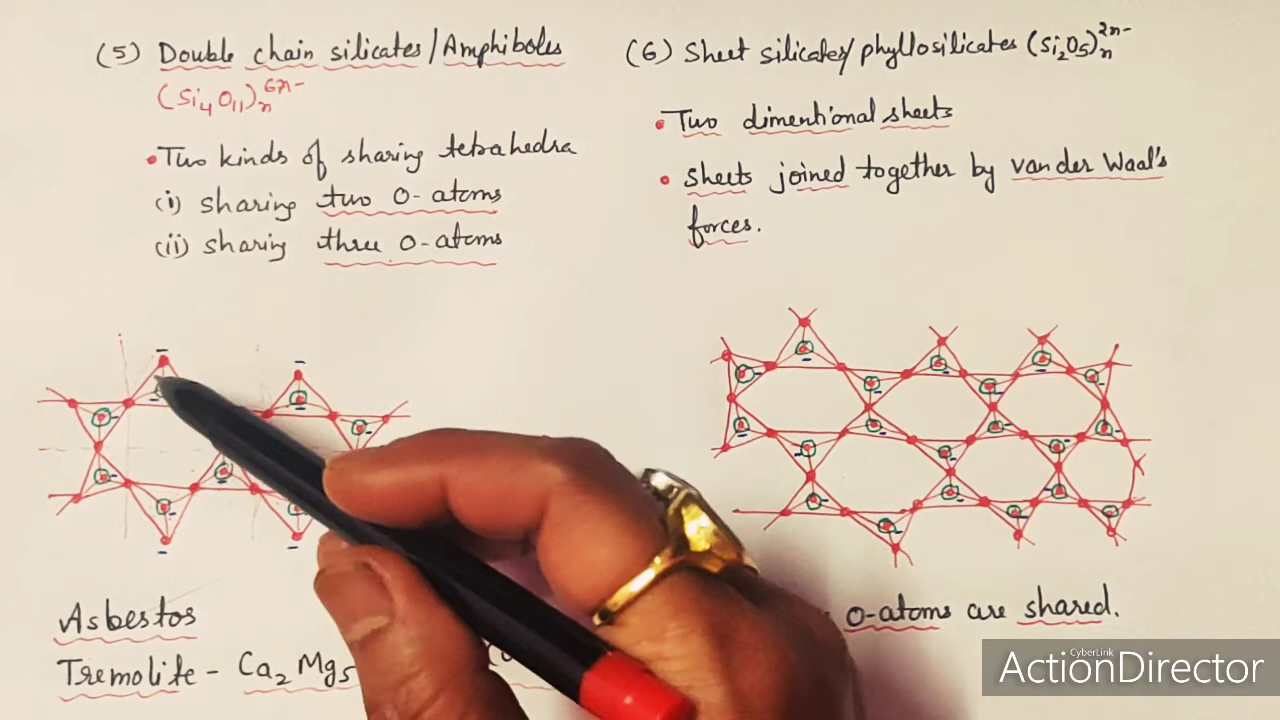 (5) Double chain silicates/Amphiboles
(Si4O11)n^6n-
• Two kinds of sharing tetrahedra
(i) sharing two O-atoms
(ii) sharing three O-atoms
Asbestos
Tremolite - Ca2Mg5
(6) Sheet silicates/phyllosilicates (Si2O5)n^2n-
• Two dimentional sheets
• sheets joined together by van der Waal's
forces.
O-atoms are shared.
CyberLink
ActionDirector